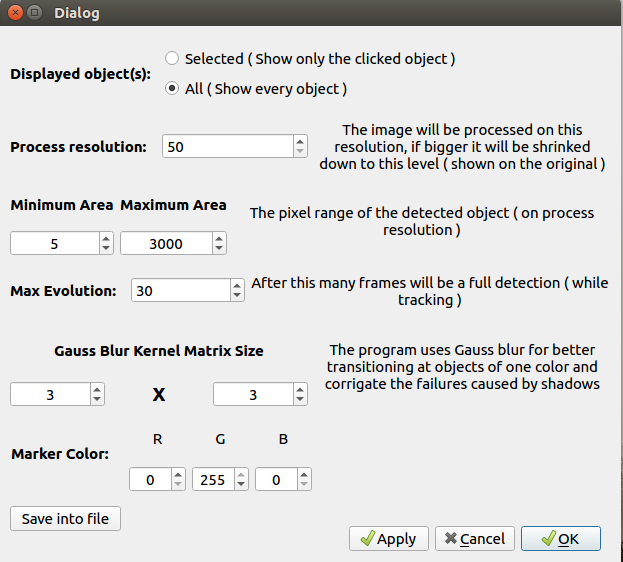 Dialog
Displayed object(s):
Selected ( Show only the clicked object )
All ( Show every object )
Process resolution:
50
The image will be processed on this
resolution, if bigger it will be shrinked
down to this level ( shown on the original )
Minimum Area Maximum Area
The pixel range of the detected object ( on process
resolution )
5
3000
Max Evolution:
30
After this many frames will be a full detection ( while
tracking )
Gauss Blur Kernel Matrix Size
The program uses Gauss blur for better
transitioning at objects of one color and
corrigate the failures caused by shadows
3
X
3
R G B
Marker Color:
0
255
0
Save into file
Apply
Cancel
OK